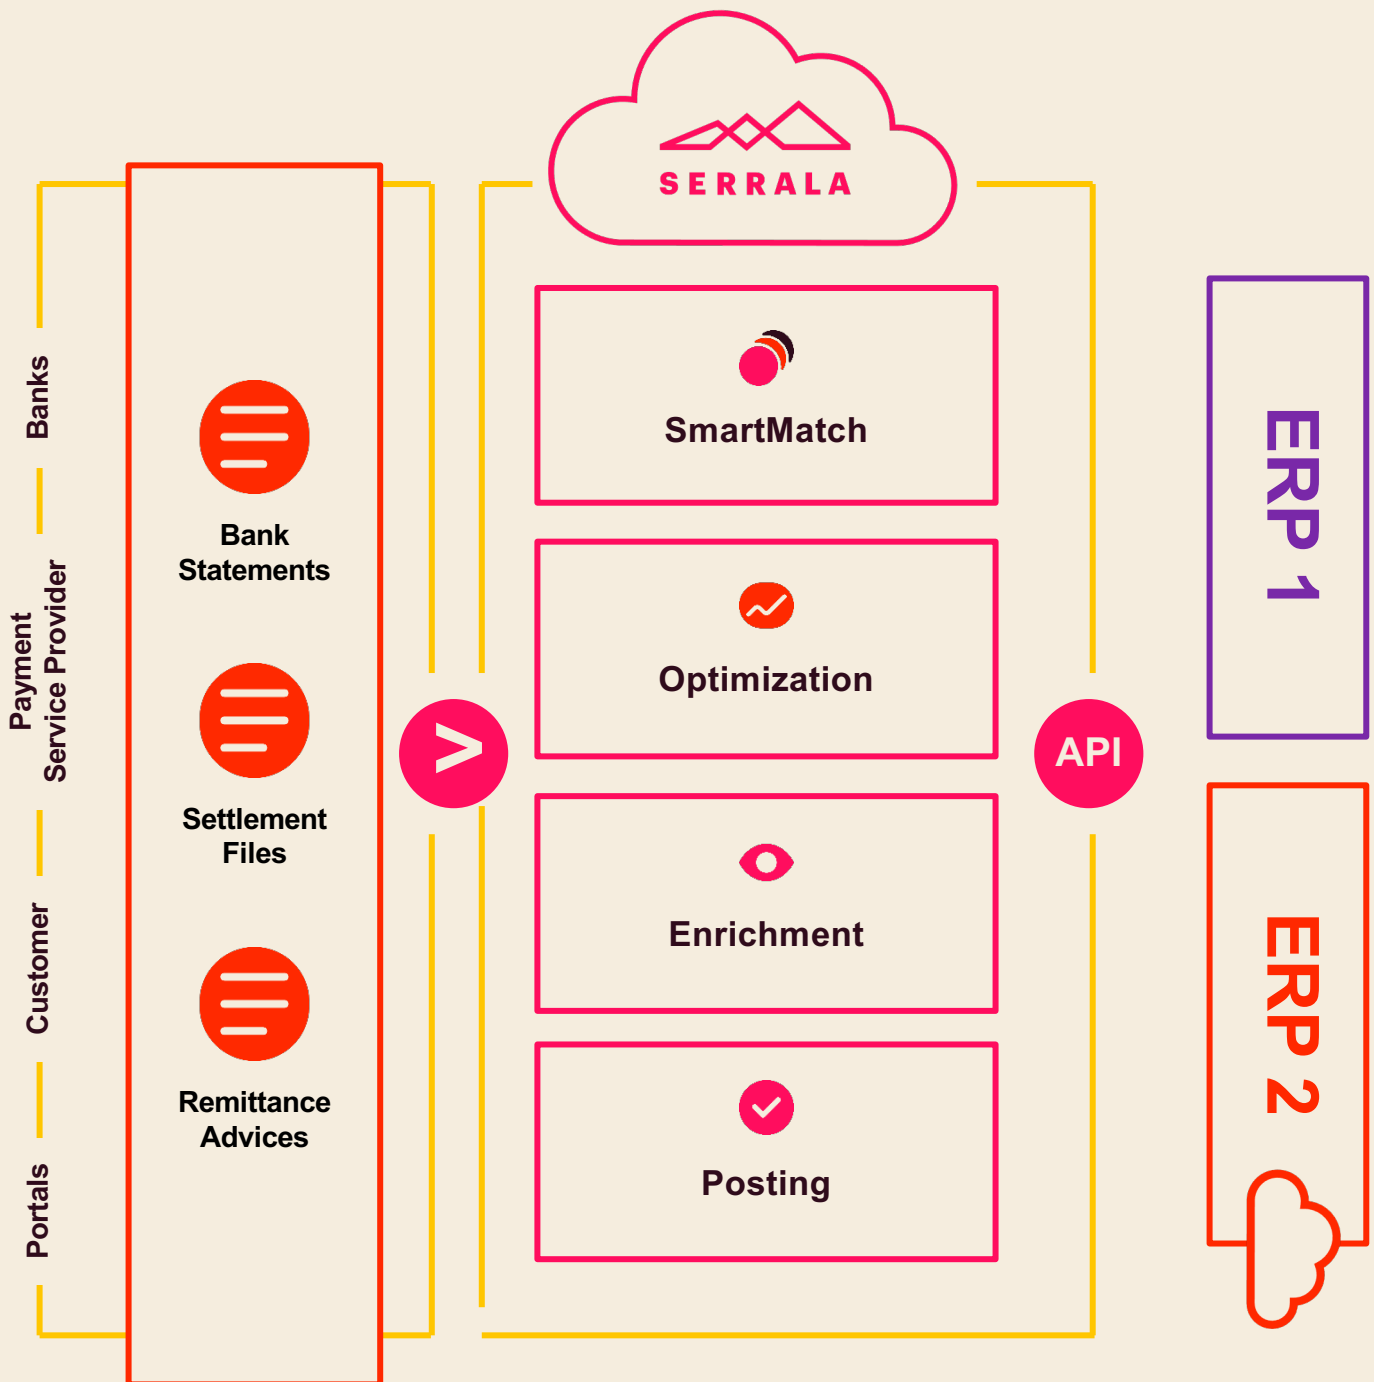 SERRALA
Banks
Payment
Service Provider
Customer
Portals
Bank
Statements
Settlement
Files
Remittance
Advices
>
SmartMatch
Optimization
Enrichment
Posting
API
ERP 1
ERP 2